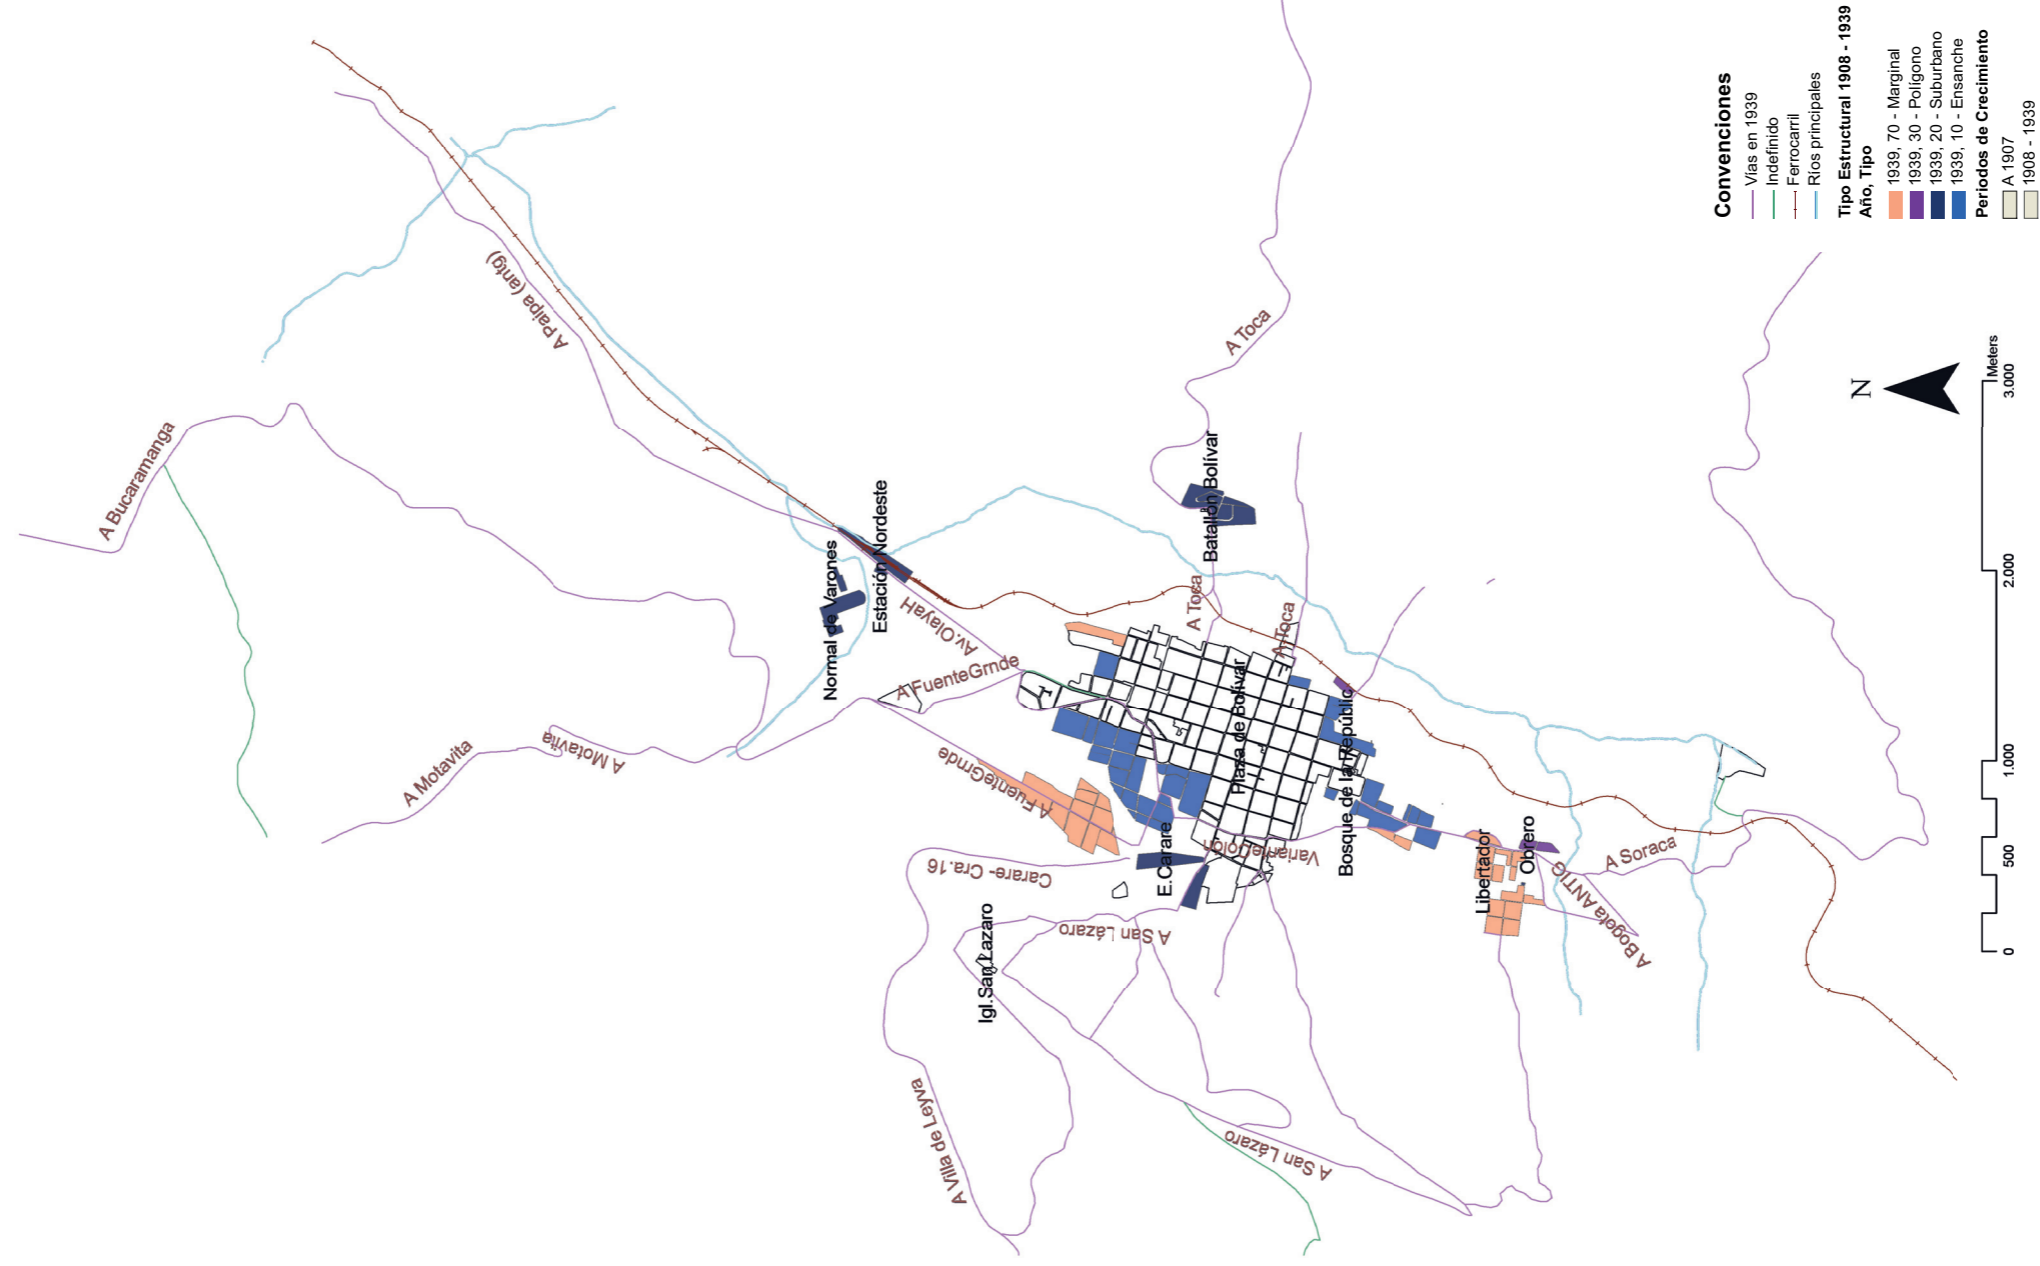 A Bucaramanga
A Paipa (antg)
A Motavita
A Motavita
Normal de Varones
Estación Nordeste
Av.OlayaH
A FuenteGrnde
A FuenteGrnde
A Toca
Batallón Bolívar
A Toca
A Toca
Plaza de Bolívar
Bosque de la Repúblic
E.Carare
VarianteColón
Carare- Cra.16
Igl.San Lazaro
A San Lázaro
A Villa de Leyva
A San Lázaro
Libertador
Obrero
A Soraca
A Bogota ANTIG
Convenciones
Vías en 1939
Indefinido
Ferrocarril
Ríos principales
Tipo Estructural 1908 - 1939
Año, Tipo
1939, 70 - Marginal
1939, 30 - Polígono
1939, 20 - Suburbano
1939, 10 - Ensanche
Periodos de Crecimiento
A 1907
1908 - 1939
N
0 500 1.000 2.000 3.000
Meters